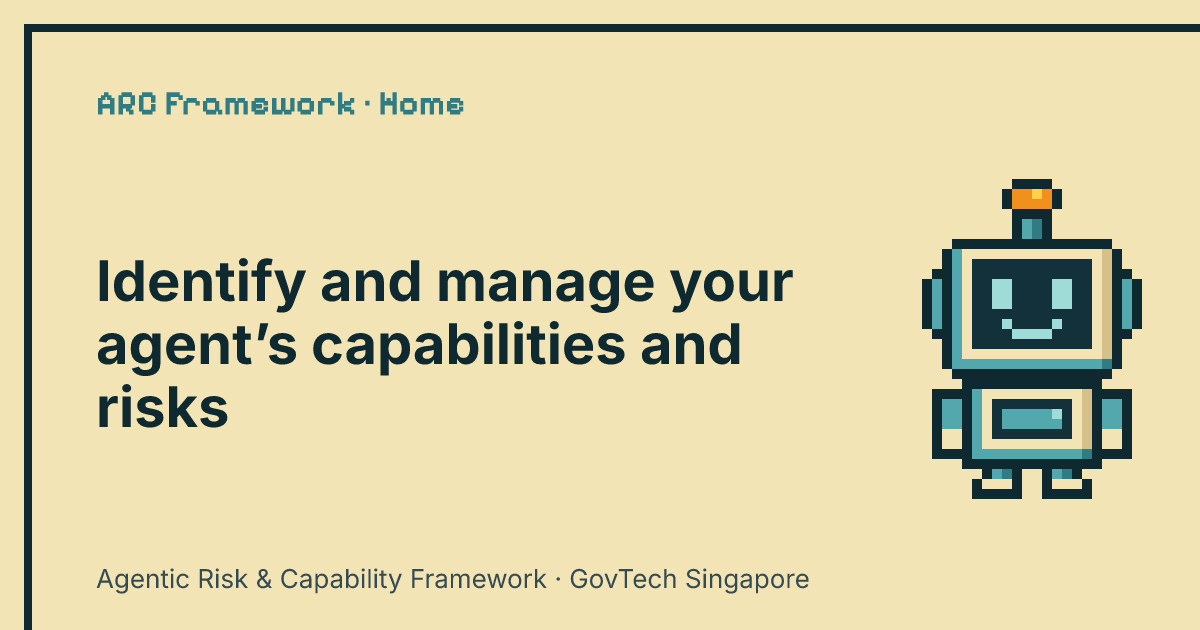 ARC Framework · Home
Identify and manage your
agent’s capabilities and
risks
Agentic Risk & Capability Framework · GovTech Singapore